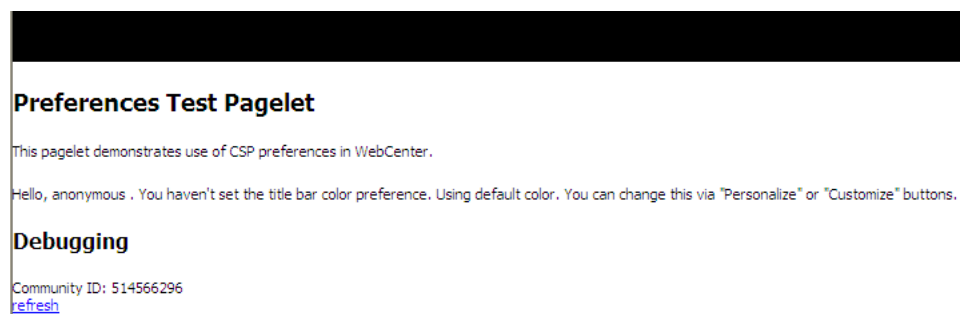 Preferences Test Pagelet
This pagelet demonstrates use of CSP preferences in WebCenter.
Hello, anonymous . You haven't set the title bar color preference. Using default color. You can change this via "Personalize" or "Customize" buttons.
Debugging
Community ID: 514566296
refresh